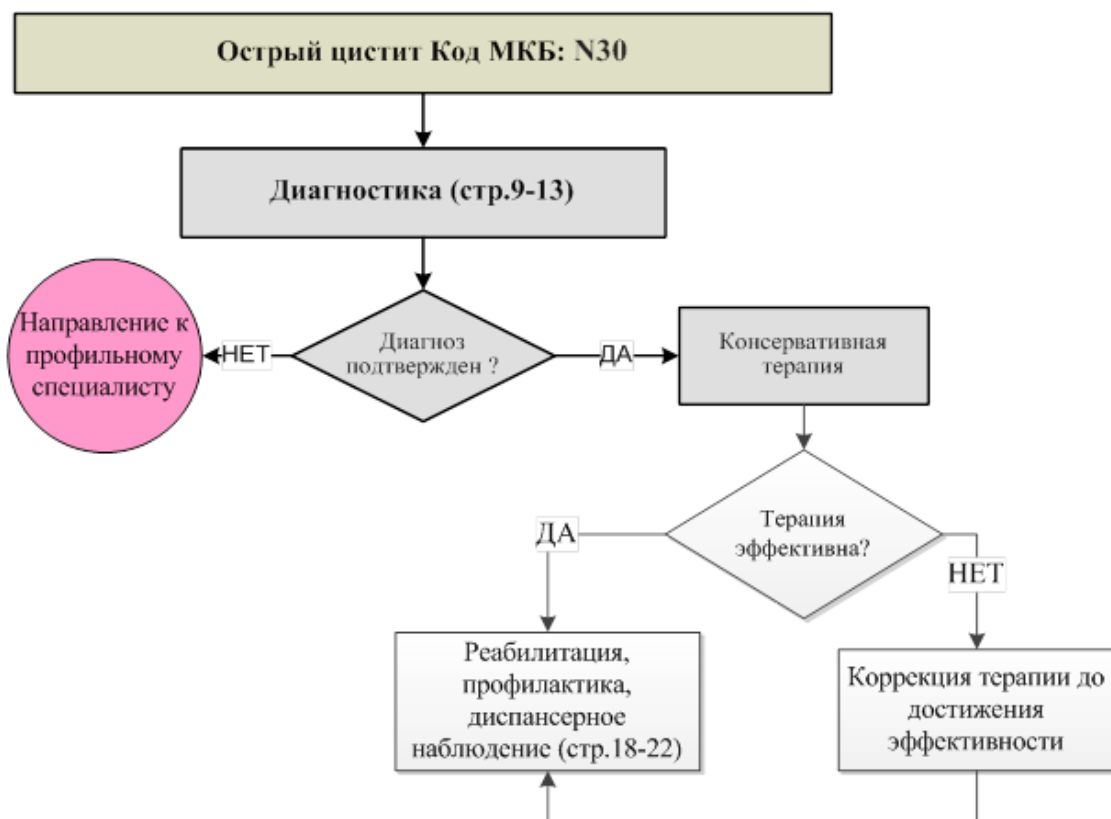 Острый цистит Код МКБ: N30
Диагностика (стр.9-13)
Направление к
профильному
специалисту
НЕТ
Диагноз
подтвержден ?
ДА
Консервативная
терапия
Терапия
эффективна?
ДА
НЕТ
Реабилитация,
профилактика,
диспансерное
наблюдение (стр.18-22)
Коррекция терапии до
достижения
эффективности